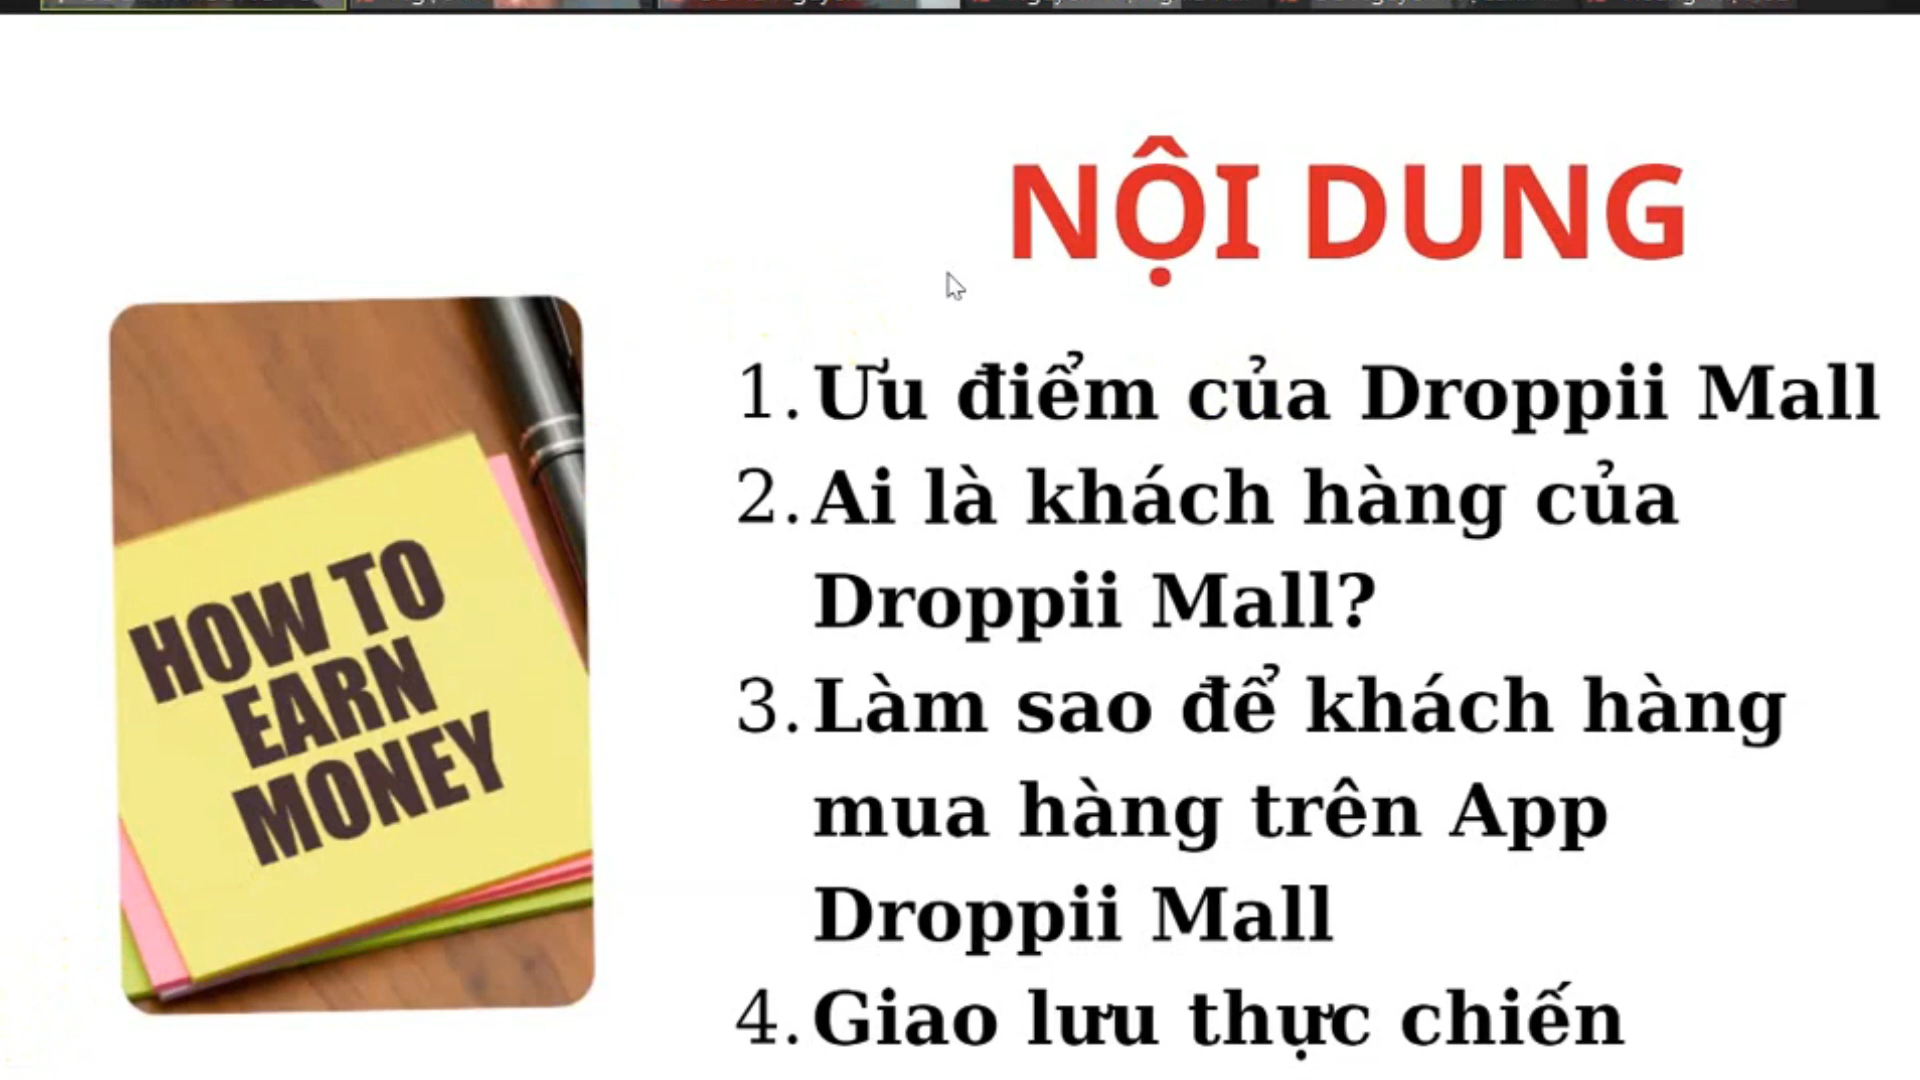 NỘI DUNG
1. Ưu điểm của Droppii Mall
2. Ai là khách hàng của
Droppii Mall?
3. Làm sao để khách hàng
mua hàng trên App
Droppii Mall
4. Giao lưu thực chiến
HOW TO
EARN
MONEY